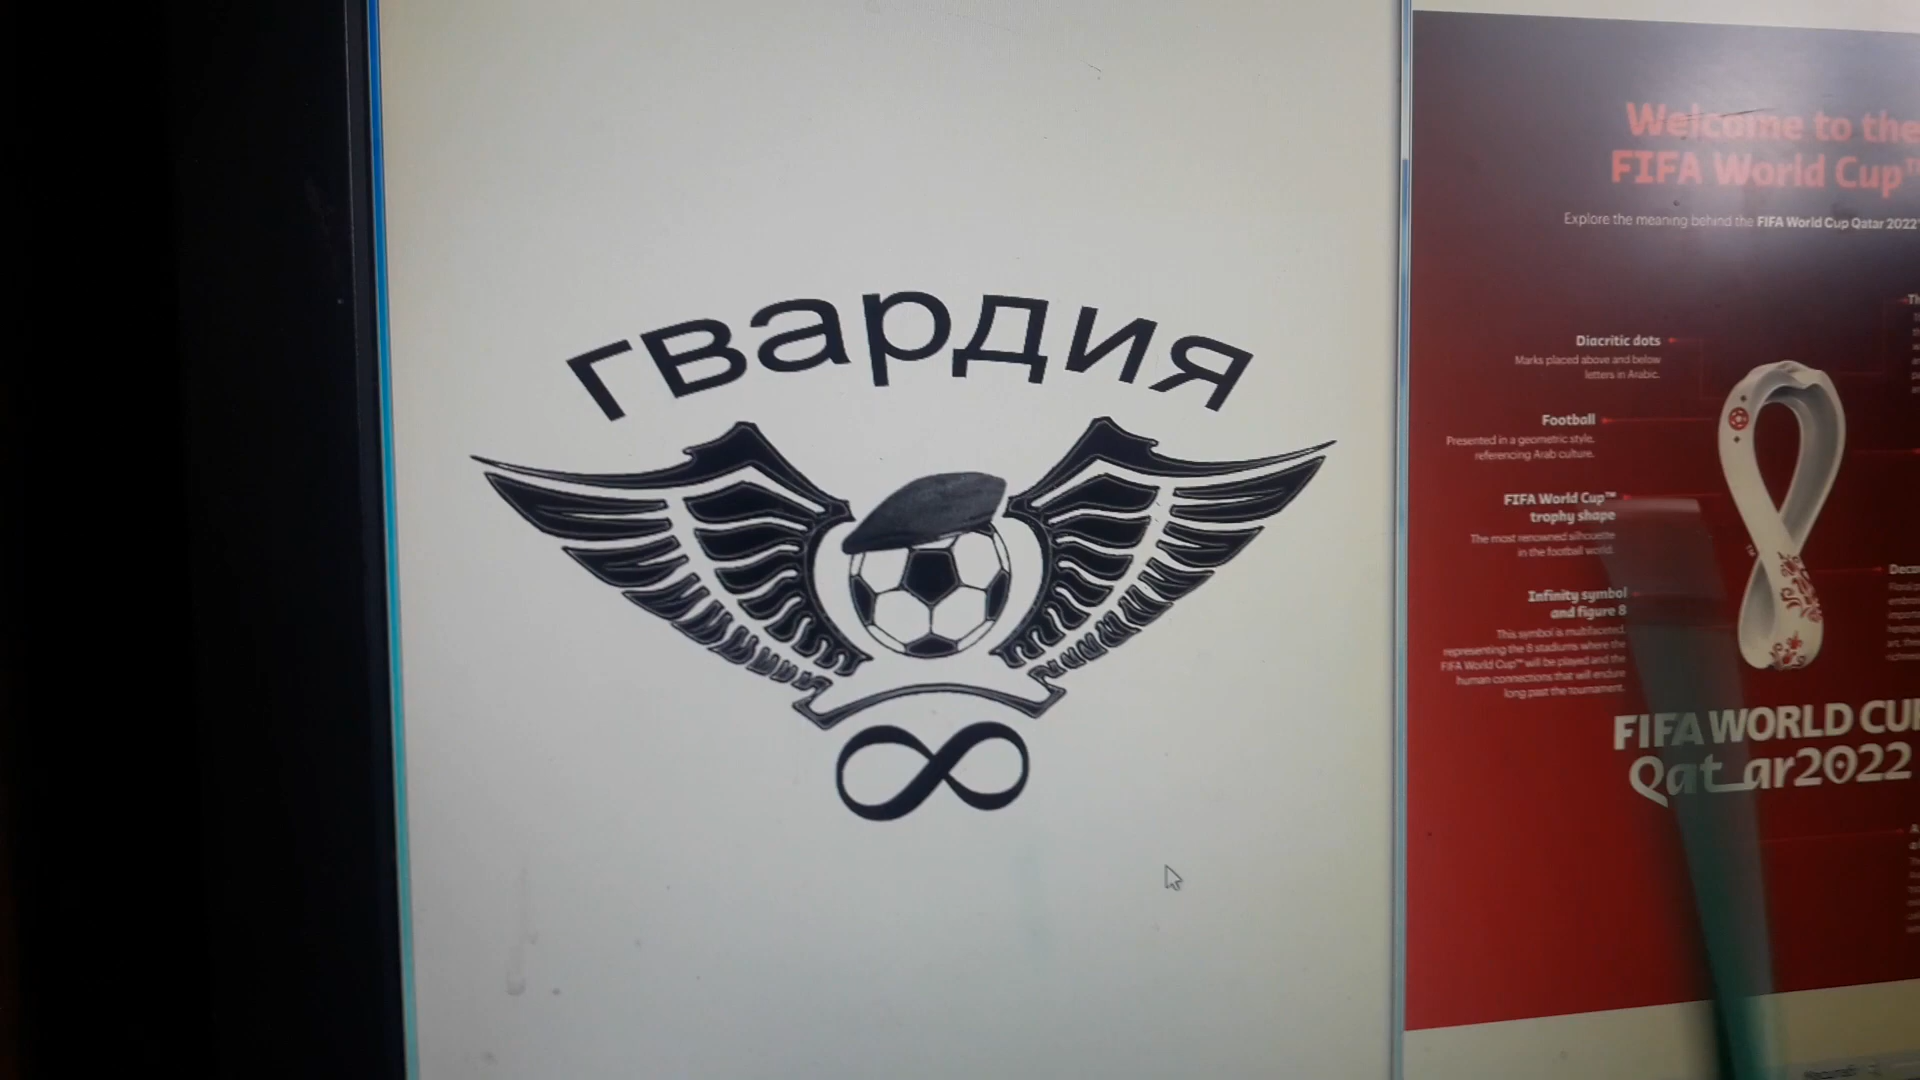 гвардия
Welcome to the
FIFA World Cup™
Explore the meaning behind the FIFA World Cup Qatar 2022
Diacritic dots
Marks placed above and below
letters in Arabic.
Football
Presented in a geometric style,
referencing Arab culture.
FIFA World Cup™
trophy shape
The most renowned silhouette
in the football world.
Infinity symbol
and figure 8
This symbol is multifaceted,
representing the 8 stadiums where the
FIFA World Cup™ will be played and the
human connections that will endure
long past the tournament.
FIFA WORLD CU
Qatar2022